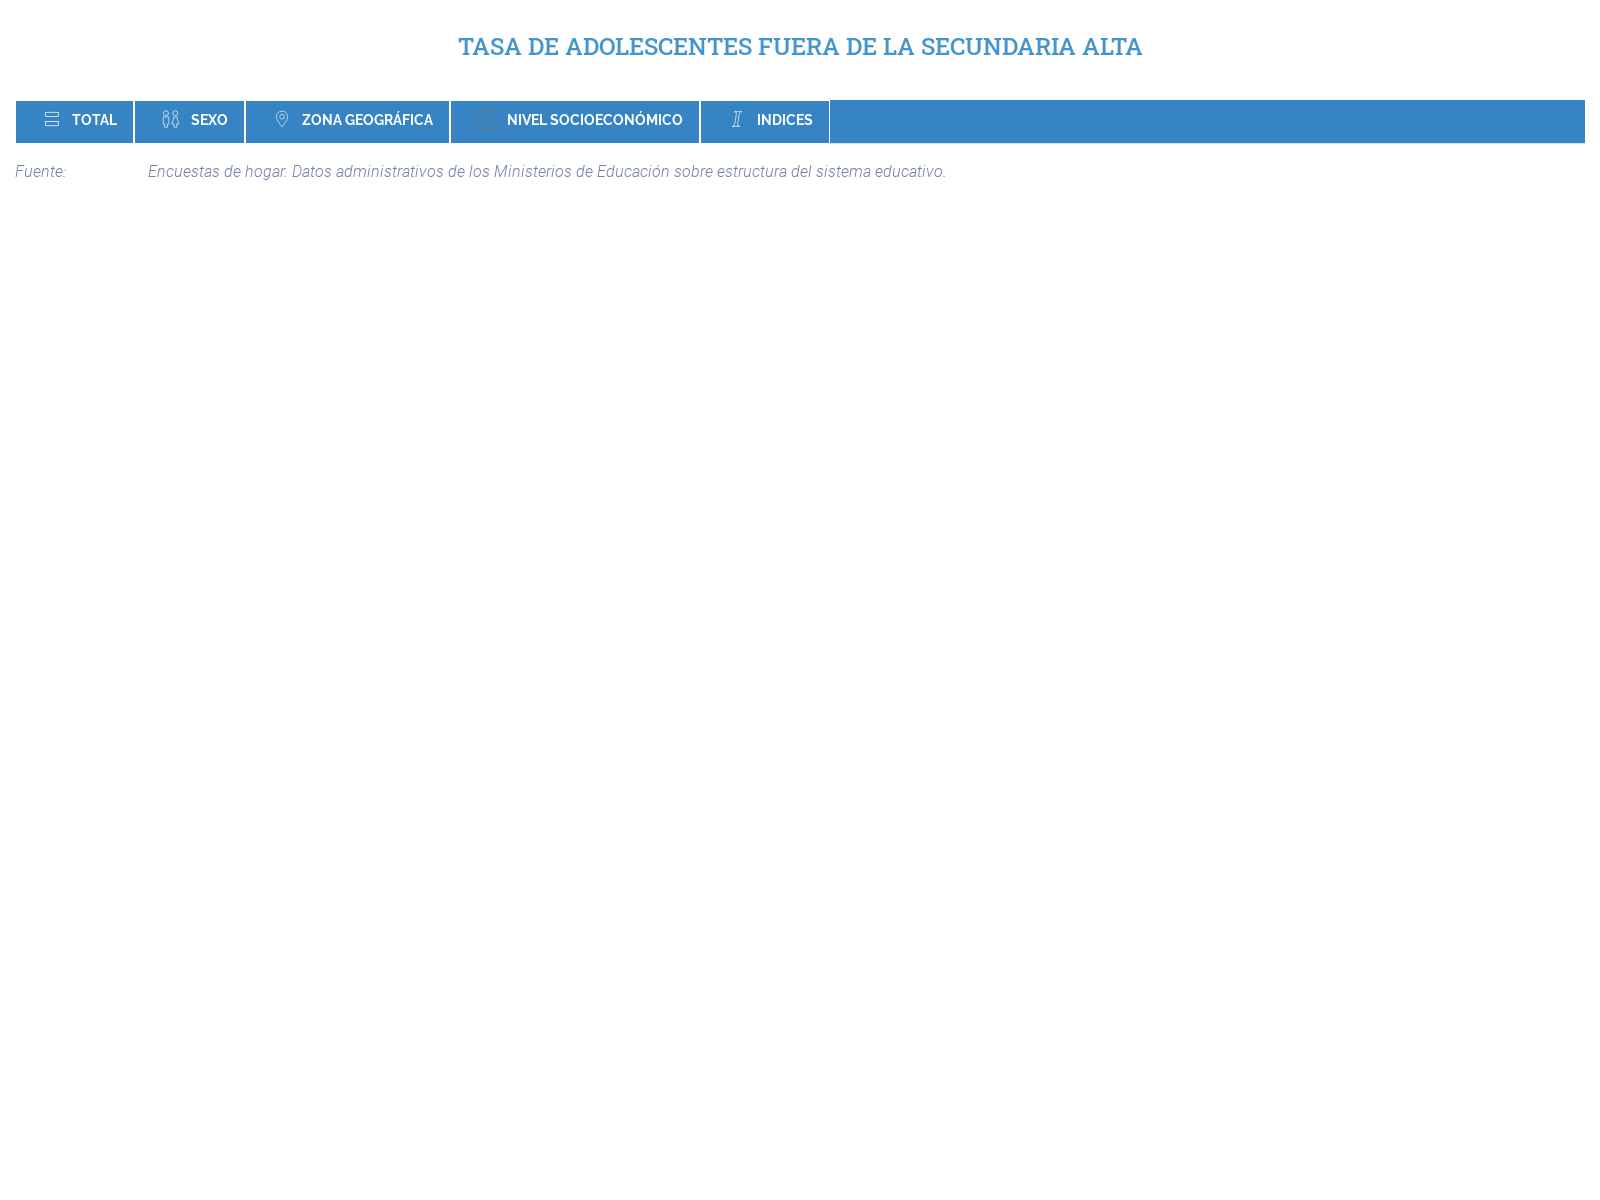 TASA DE ADOLESCENTES FUERA DE LA SECUNDARIA ALTA
TOTAL SEXO ZONA GEOGRÁFICA NIVEL SOCIOECONÓMICO INDICES
Fuente: Encuestas de hogar. Datos administrativos de los Ministerios de Educación sobre estructura del sistema educativo.